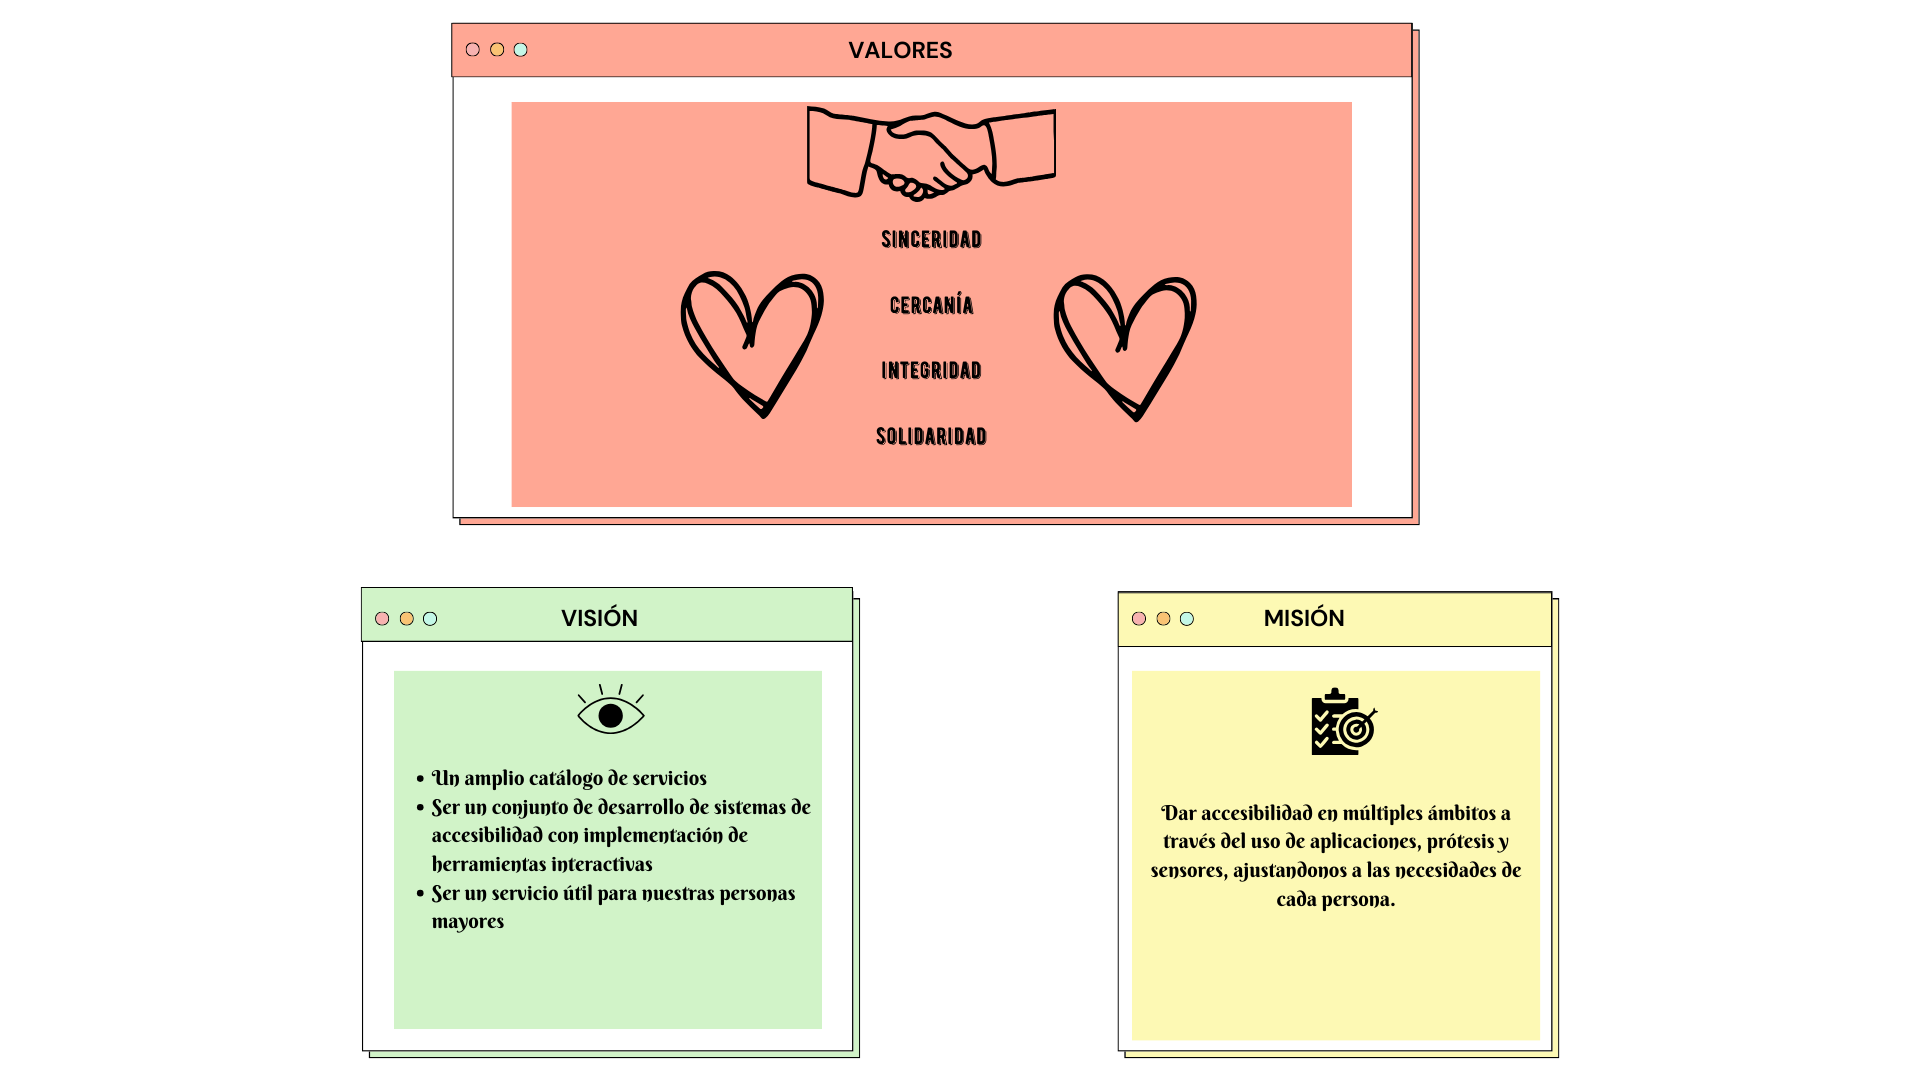 VALORES
SINCERIDAD
CERCANÍA
INTEGRIDAD
SOLIDARIDAD
VISIÓN
• Un amplio catálogo de servicios
• Ser un conjunto de desarrollo de sistemas de
accesibilidad con implementación de
herramientas interactivas
• Ser un servicio útil para nuestras personas
mayores
MISIÓN
Dar accesibilidad en múltiples ámbitos a
través del uso de aplicaciones, prótesis y
sensores, ajustandonos a las necesidades de
cada persona.